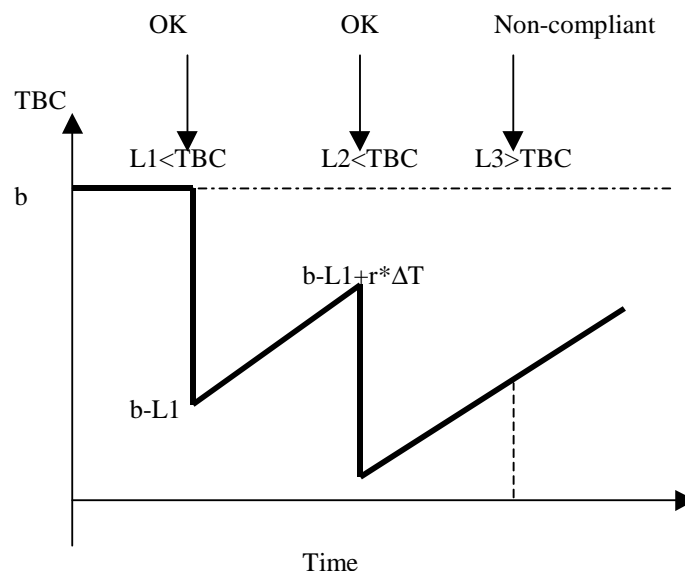 OK OK Non-compliant
TBC
L1<TBC L2<TBC L3>TBC
b
b-L1+r*ΔT
b-L1
Time